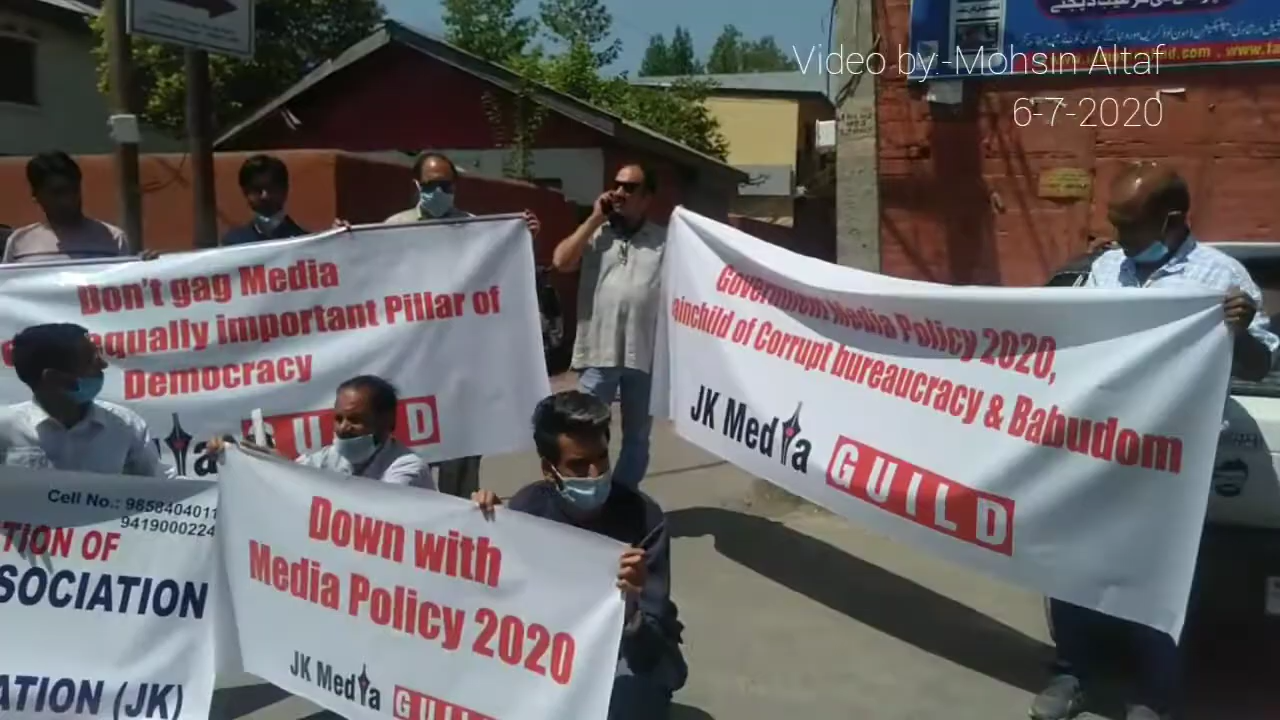 Video by:-Mohsin Altaf
6-7-2020
Don't gag Media
equally important Pillar of
Democracy
GUILD
Government Media Policy 2020,
ainchild of Corrupt bureaucracy & Babudom
JK Media GUILD
Cell No.: 9858404011
9419000224
TION OF
SOCIATION
ATION (JK)
Down with
Media Policy 2020
JK Media GUILD